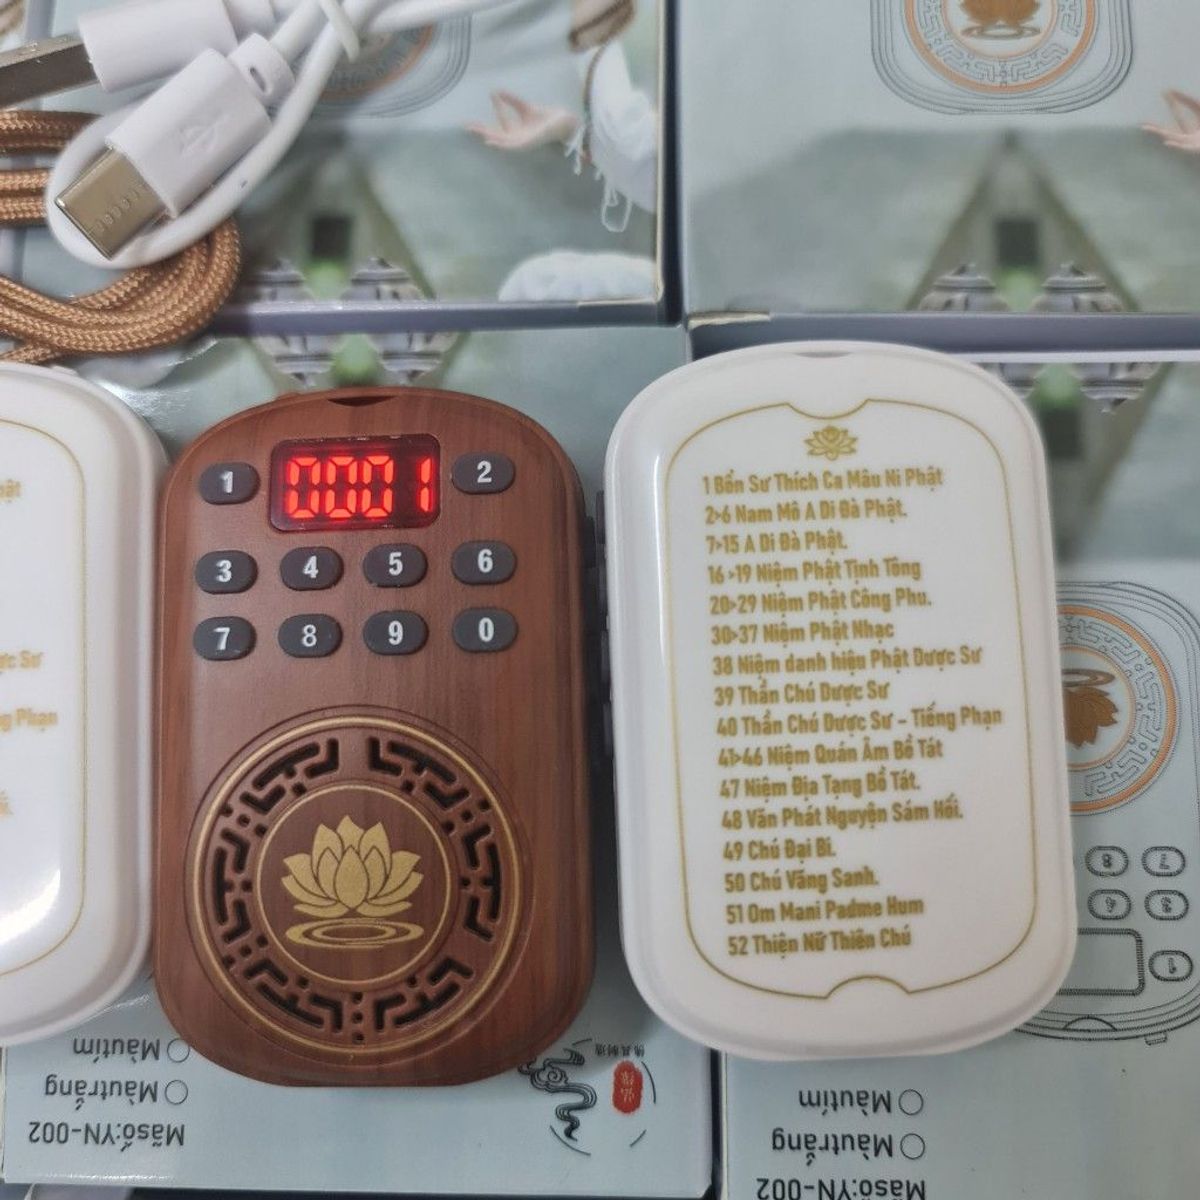 0001
1 2
3 4 5 6
7 8 9 0
1 Bổn Sư Thích Ca Mâu Ni Phật
2>6 Nam Mô A Di Đà Phật.
7>15 A Di Đà Phật.
16 >19 Niệm Phật Tịnh Tông
20>29 Niệm Phật Công Phu.
30>37 Niệm Phật Nhạc
38 Niệm danh hiệu Phật Dược Sư
39 Thần Chú Dược Sư
40 Thần Chú Dược Sư - Tiếng Phạn
41>46 Niệm Quán Âm Bồ Tát
47 Niệm Địa Tạng Bồ Tát.
48 Văn Phát Nguyện Sám Hối.
49 Chú Đại Bi.
50 Chú Vãng Sanh.
51 Om Mani Padme Hum
52 Thiện Nữ Thiên Chú
Sư
Phạn
Màutím
Màutrắng
Mãsố:YN-002
Màutím
Màutrắng
Mãsố:YN-002